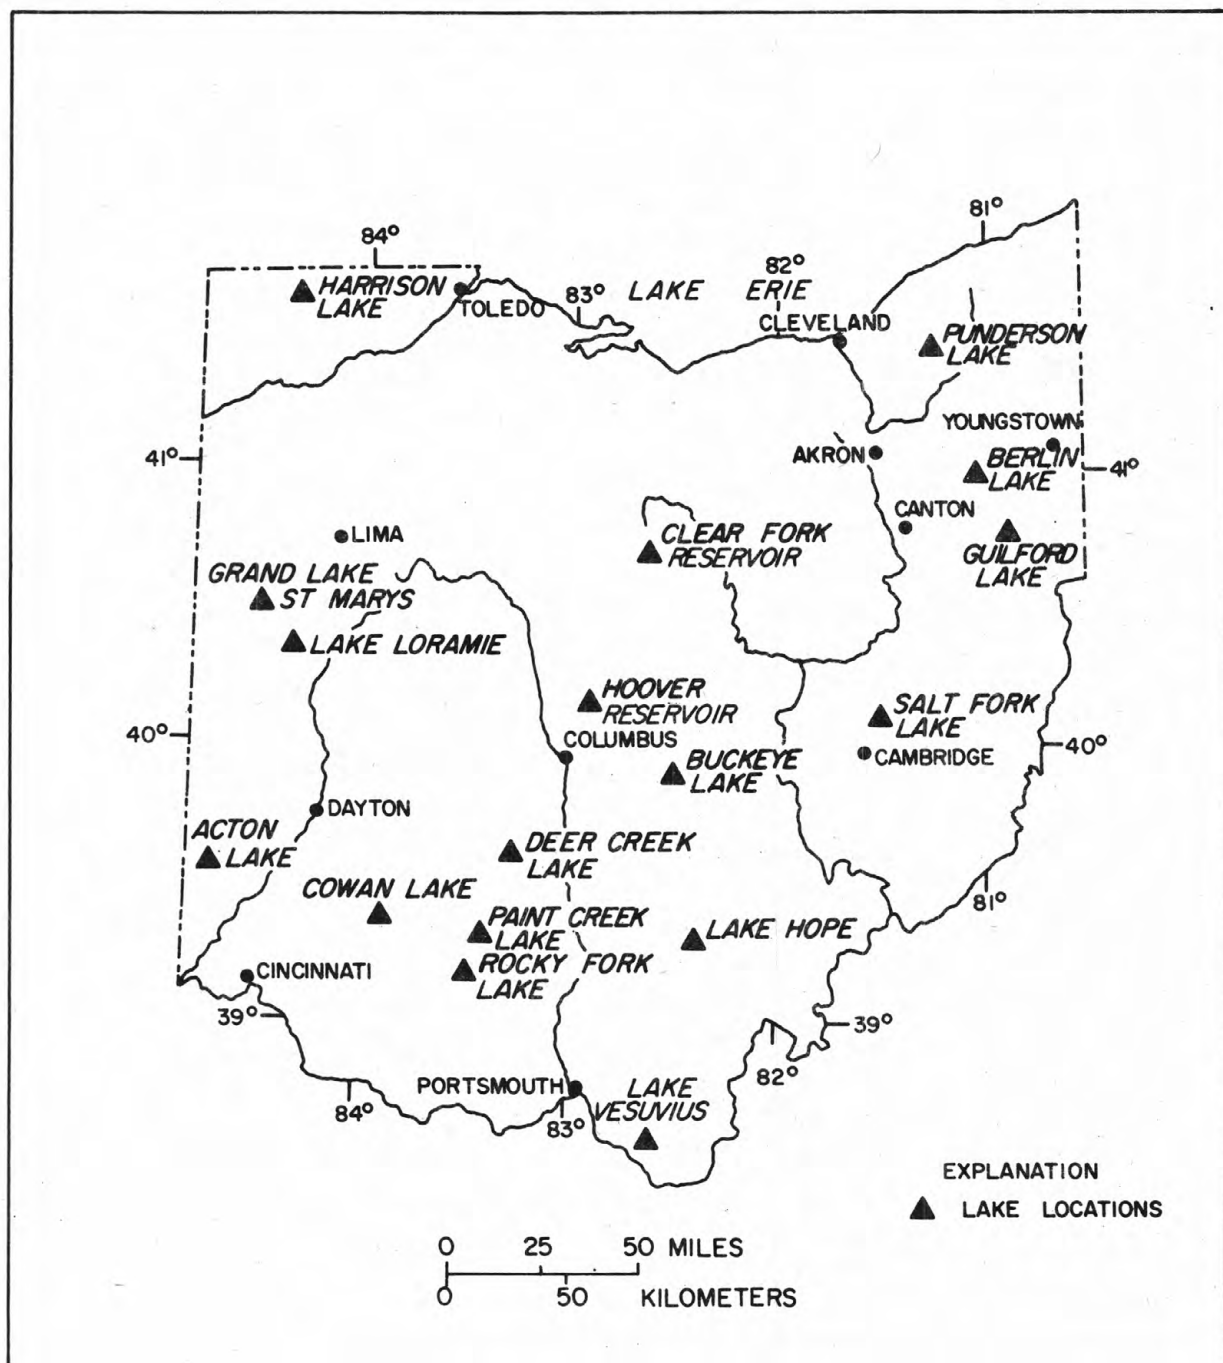 81°
84°
82°
HARRISON
LAKE
TOLEDO
83°
LAKE ERIE
CLEVELAND
PUNDERSON
LAKE
YOUNGSTOWN
41°
AKRON
BERLIN
LAKE
41°
CANTON
LIMA
CLEAR FORK
RESERVOIR
GUILFORD
LAKE
GRAND LAKE
ST MARYS
LAKE LORAMIE
HOOVER
RESERVOIR
SALT FORK
LAKE
40°
COLUMBUS
40°
BUCKEYE
LAKE
CAMBRIDGE
DAYTON
ACTON
LAKE
DEER CREEK
LAKE
COWAN LAKE
81°
PAINT CREEK
LAKE
LAKE HOPE
CINCINNATI
ROCKY FORK
LAKE
39°
39°
82°
PORTSMOUTH
LAKE
VESUVIUS
84°
83°
EXPLANATION
LAKE LOCATIONS
0 25 50 MILES
0 50 KILOMETERS